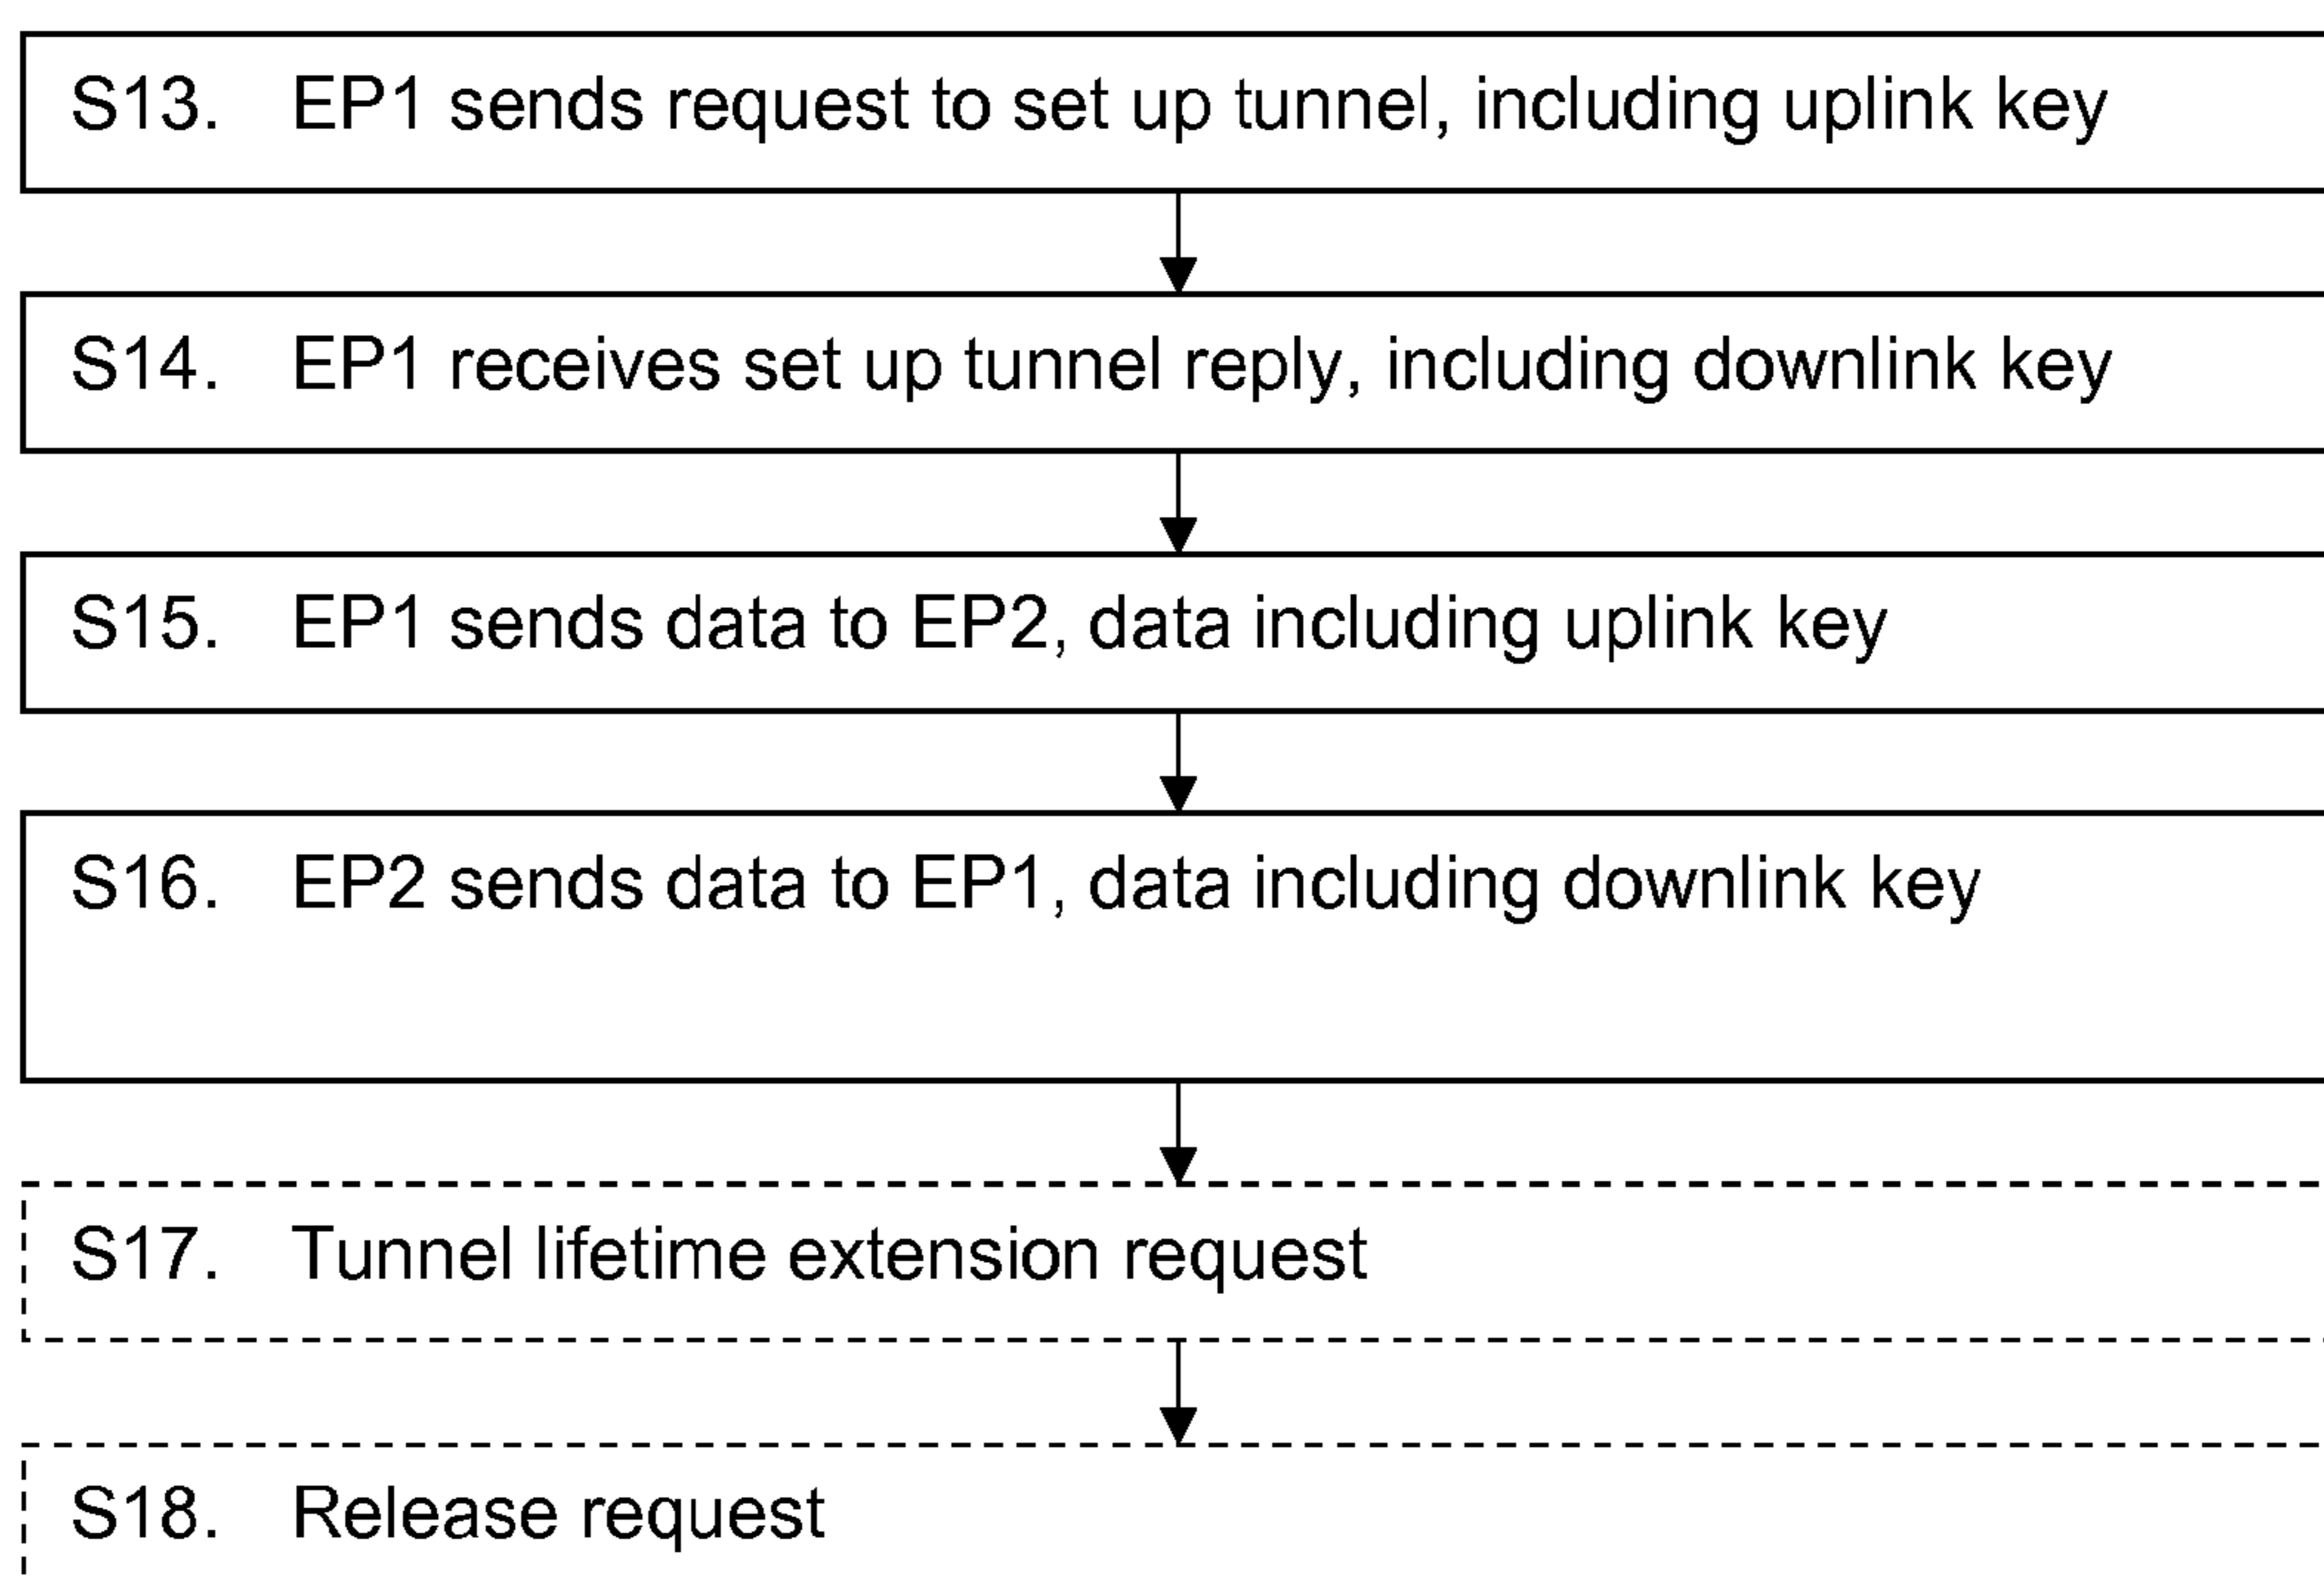 S13. EP1 sends request to set up tunnel, including uplink key
S14. EP1 receives set up tunnel reply, including downlink key
S15. EP1 sends data to EP2, data including uplink key
S16. EP2 sends data to EP1, data including downlink key
S17. Tunnel lifetime extension request
S18. Release request